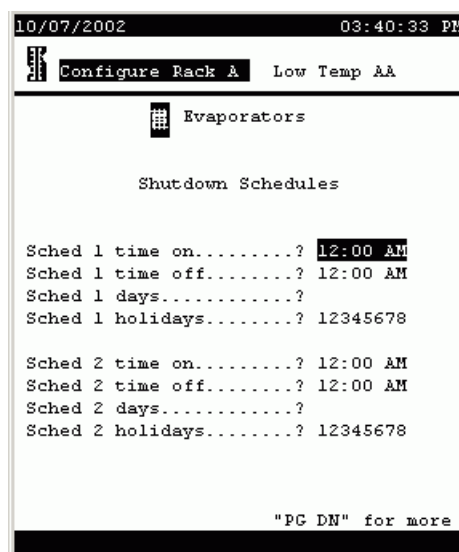 10/07/2002 03:40:33 PM
Configure Rack A Low Temp AA
Evaporators
Shutdown Schedules
Sched 1 time on.........? 12:00 AM
Sched 1 time off........? 12:00 AM
Sched 1 days............?
Sched 1 holidays........? 12345678
Sched 2 time on.........? 12:00 AM
Sched 2 time off........? 12:00 AM
Sched 2 days............?
Sched 2 holidays........? 12345678
"PG DN" for more